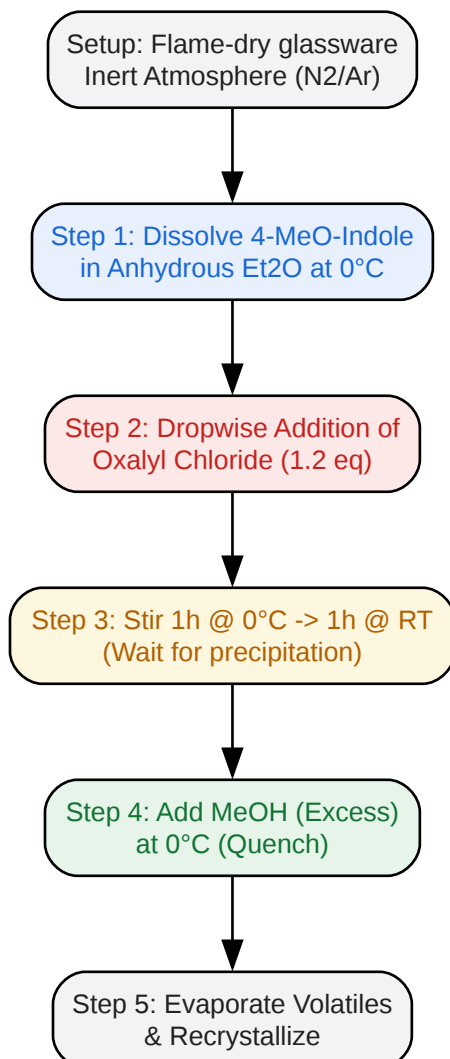 Setup: Flame-dry glassware
Inert Atmosphere (N2/Ar)
Step 1: Dissolve 4-MeO-Indole
in Anhydrous Et2O at 0°C
Step 2: Dropwise Addition of
Oxalyl Chloride (1.2 eq)
Step 3: Stir 1h @ 0°C -> 1h @ RT
(Wait for precipitation)
Step 4: Add MeOH (Excess)
at 0°C (Quench)
Step 5: Evaporate Volatiles
& Recrystallize